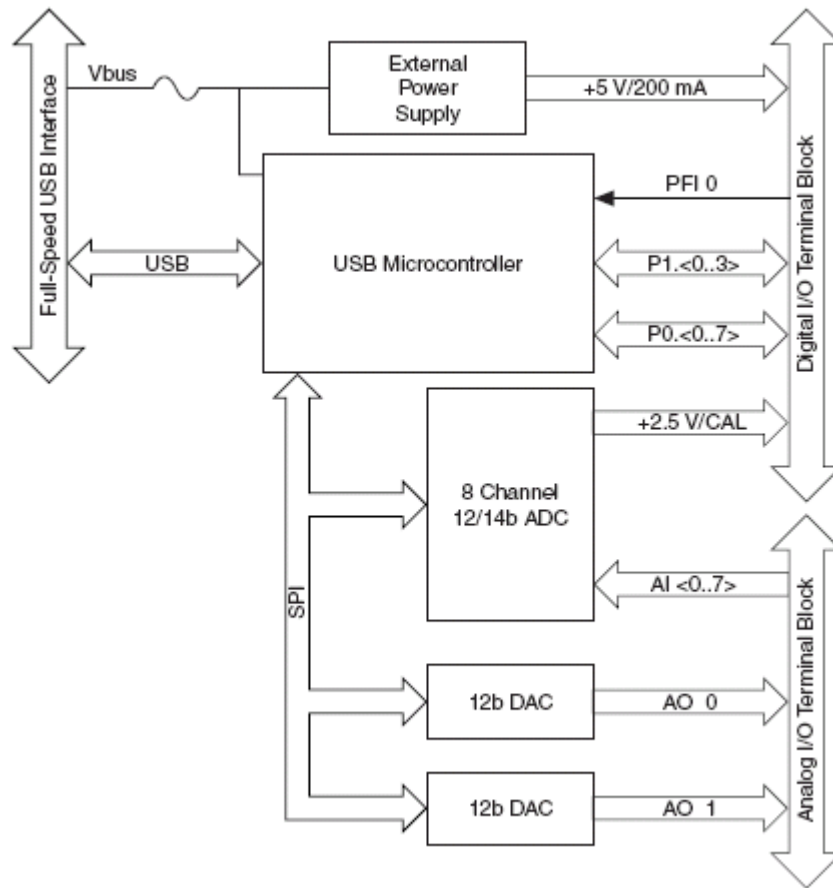 Full-Speed USB Interface
Vbus
External
Power
Supply
+5 V/200 mA
Digital I/O Terminal Block
PFI 0
USB
USB Microcontroller
P1.<0..3>
P0.<0..7>
+2.5 V/CAL
8 Channel
12/14b ADC
SPI
AI <0..7>
Analog I/O Terminal Block
12b DAC
AO 0
12b DAC
AO 1